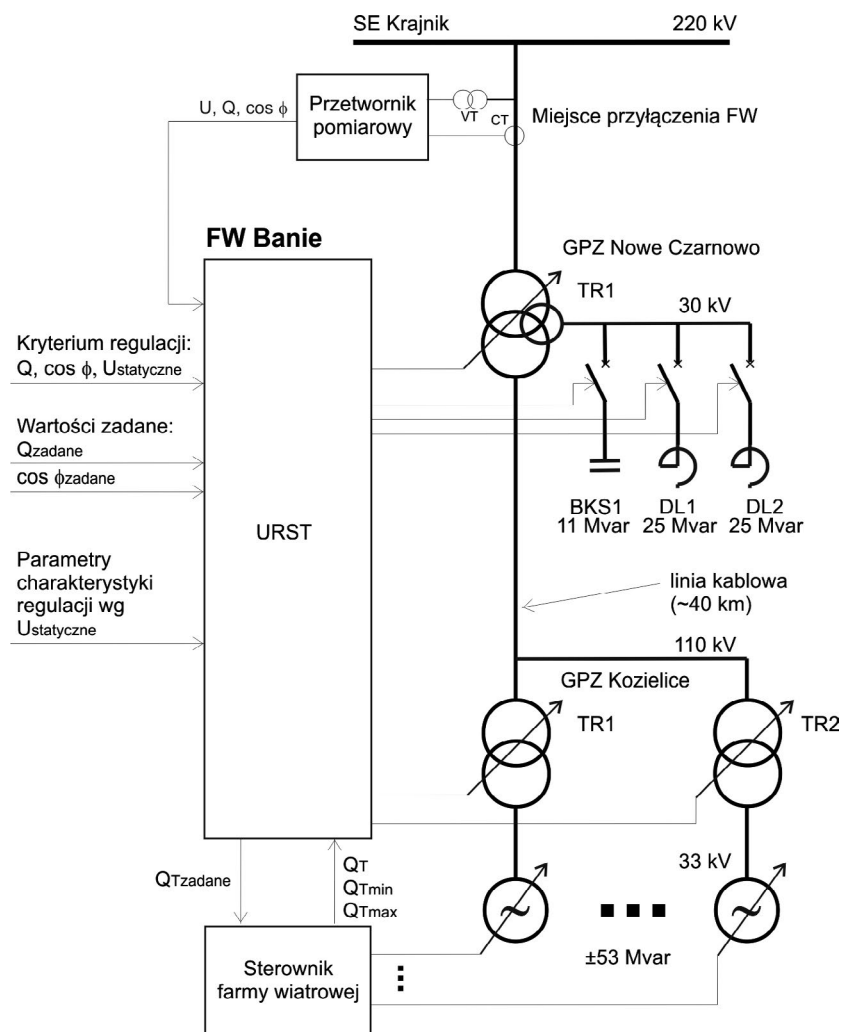 SE Krajnik 220 kV
U, Q, cos ϕ
Przetwornik
pomiarowy
VT
CT
Miejsce przyłączenia FW
FW Banie
GPZ Nowe Czarnowo
TR1
30 kV
Kryterium regulacji:
Q, cos ϕ, Ustatyczne
Wartości zadane:
Qzadane
cos ϕzadane
URST
BKS1 DL1 DL2
11 Mvar 25 Mvar 25 Mvar
Parametry
charakterystyki
regulacji wg
Ustatyczne
linia kablowa
(~40 km)
110 kV
GPZ Kozielice
TR1 TR2
QTzadane
QT
QTmin
QTmax
33 kV
~ ~
±53 Mvar
Sterownik
farmy wiatrowej